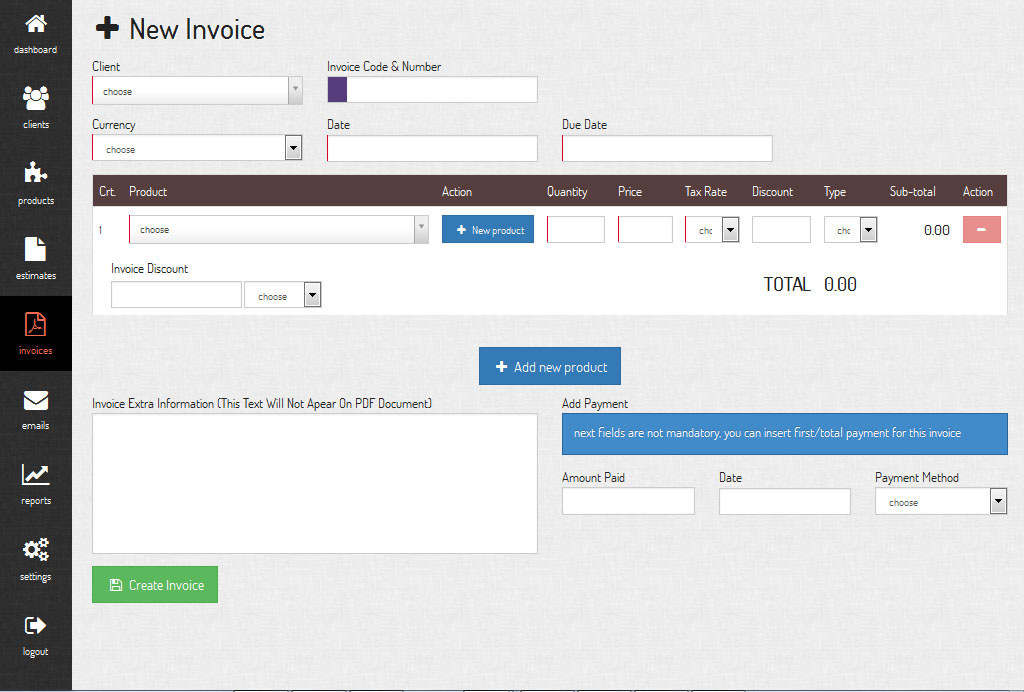 dashboard
clients
products
estimates
invoices
emails
reports
settings
logout
New Invoice
Client
Invoice Code & Number
choose
Currency
Date
Due Date
choose
Crt. Product Action Quantity Price Tax Rate Discount Type Sub-total Action
1 choose New product chc chc 0.00
Invoice Discount
choose
TOTAL 0.00
Add new product
Invoice Extra Information (This Text Will Not Apear On PDF Document)
Add Payment
next fields are not mandatory. you can insert first/total payment for this invoice
Amount Paid
Date
Payment Method
choose
Create Invoice